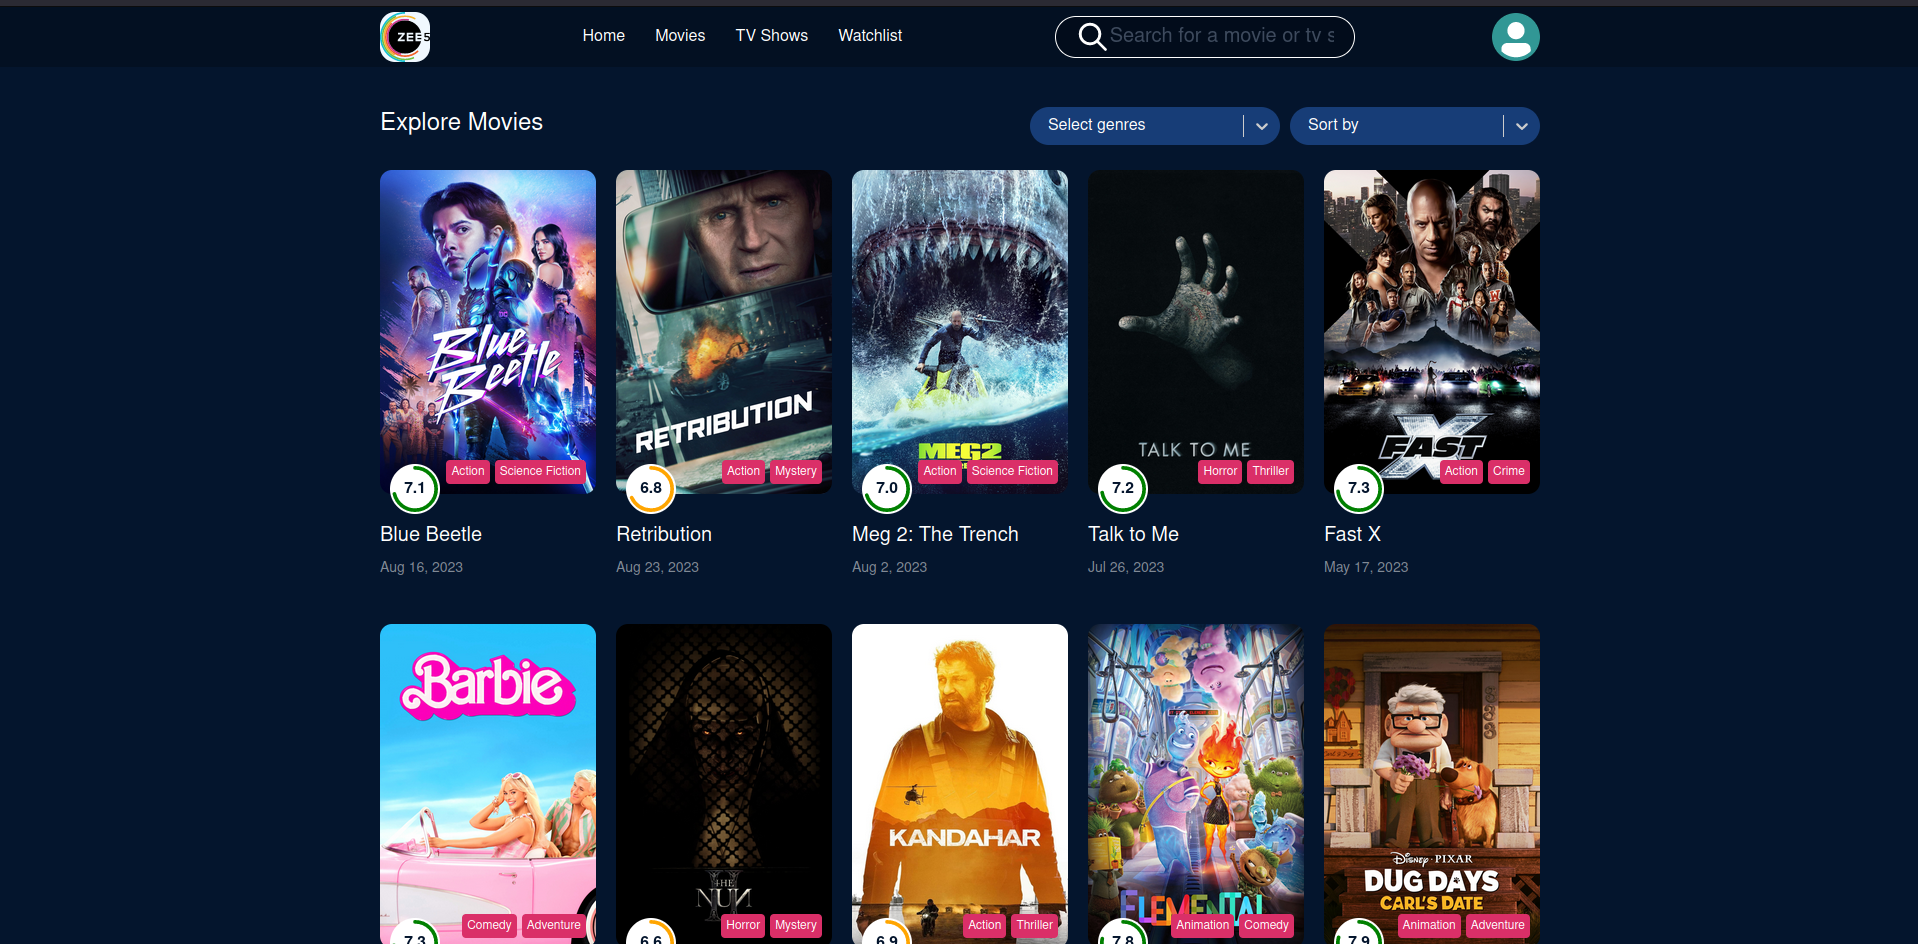 ZEE5
Home
Movies
TV Shows
Watchlist
Search for a movie or tv s
Explore Movies
Select genres
Sort by
DC
Blue
Beetle
Action
Science Fiction
7.1
Blue Beetle
Aug 16, 2023
RETRIBUTION
Action
Mystery
6.8
Retribution
Aug 23, 2023
MEG2
Action
Science Fiction
7.0
Meg 2: The Trench
Aug 2, 2023
TALK TO ME
Horror
Thriller
7.2
Talk to Me
Jul 26, 2023
FAST
X
Action
Crime
7.3
Fast X
May 17, 2023
Barbie
Comedy
Adventure
7.3
THE
NUN
II
Horror
Mystery
6.6
KANDAHAR
Action
Thriller
6.9
ELEMENTAL
Animation
Comedy
7.8
Disney · PIXAR
DUG DAYS
CARL'S DATE
Animation
Adventure
7.9